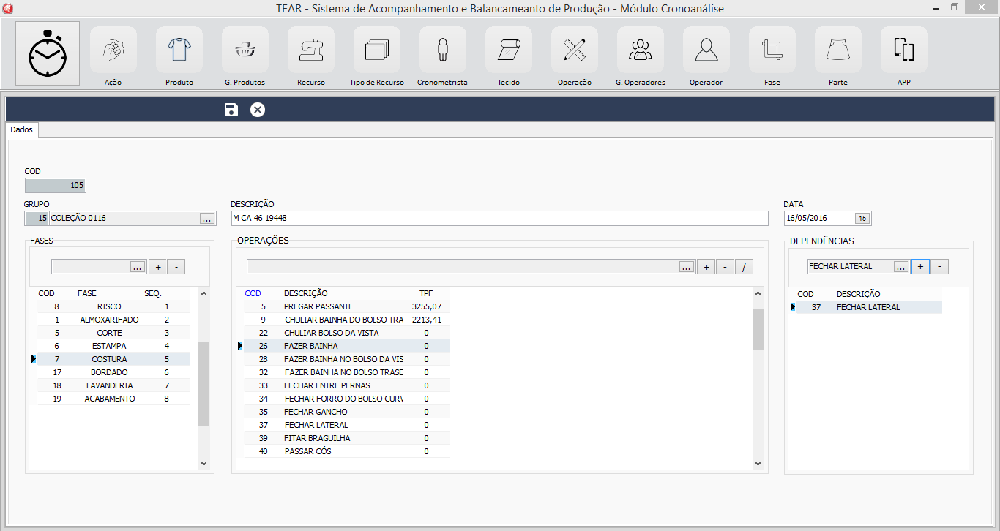 TEAR - Sistema de Acompanhamento e Balancameanto de Produção - Módulo Cronoanálise
Ação Produto G. Produtos Recurso Tipo de Recurso Cronometrista Tecido Operação G. Operadores Operador Fase Parte APP
Dados
COD
105
GRUPO DESCRIÇÃO DATA
15 COLEÇÃO 0116 ... M CA 46 19448 16/05/2016 15
FASES OPERAÇÕES DEPENDÊNCIAS
... + - ... + - / FECHAR LATERAL ... + -
COD FASE SEQ. COD DESCRIÇÃO TPF COD DESCRIÇÃO
8 RISCO 1 5 PREGAR PASSANTE 3255,07 37 FECHAR LATERAL
1 ALMOXARIFADO 2 9 CHULIAR BAINHA DO BOLSO TRA 2213,41
5 CORTE 3 22 CHULIAR BOLSO DA VISTA 0
6 ESTAMPA 4 26 FAZER BAINHA 0
7 COSTURA 5 28 FAZER BAINHA NO BOLSO DA VIS 0
17 BORDADO 6 32 FAZER BAINHA NO BOLSO TRASE 0
18 LAVANDERIA 7 33 FECHAR ENTRE PERNAS 0
19 ACABAMENTO 8 34 FECHAR FORRO DO BOLSO CURV 0
35 FECHAR GANCHO 0
37 FECHAR LATERAL 0
39 FITAR BRAGUILHA 0
40 PASSAR CÓS 0